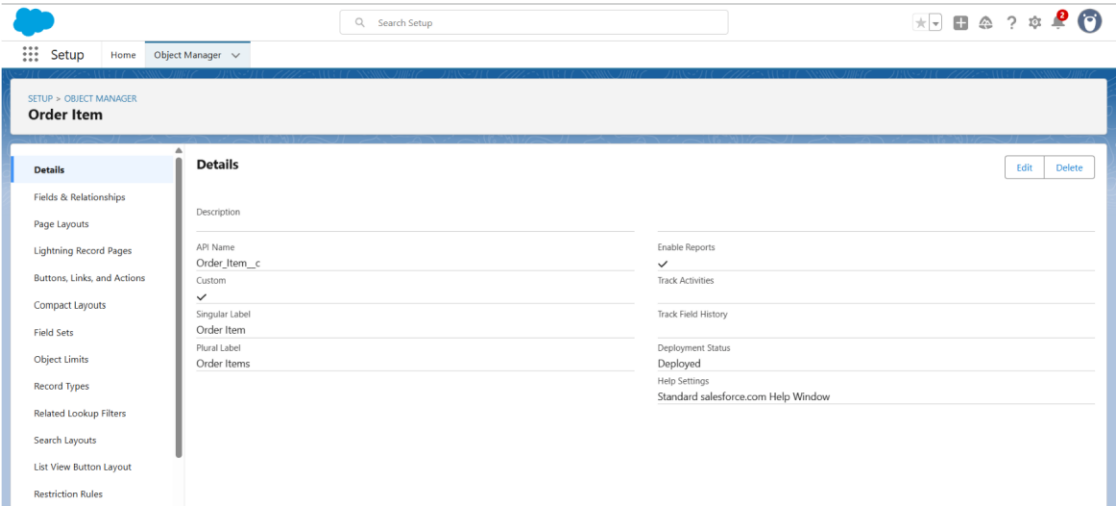 Search Setup
2
Setup
Home
Object Manager
SETUP > OBJECT MANAGER
Order Item
Details
Fields & Relationships
Page Layouts
Lightning Record Pages
Buttons, Links, and Actions
Compact Layouts
Field Sets
Object Limits
Record Types
Related Lookup Filters
Search Layouts
List View Button Layout
Restriction Rules
Details
Edit
Delete
Description
API Name
Order_Item__c
Custom
Singular Label
Order Item
Plural Label
Order Items
Enable Reports
Track Activities
Track Field History
Deployment Status
Deployed
Help Settings
Standard salesforce.com Help Window